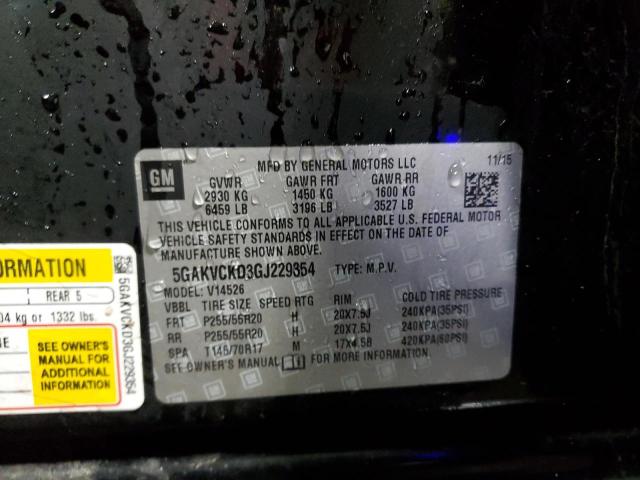 GM
MFD BY GENERAL MOTORS LLC
11/15
GVWR GAWR FRT GAWR RR
2930 KG 1450 KG 1600 KG
6459 LB 3196 LB 3527 LB
THIS VEHICLE CONFORMS TO ALL APPLICABLE U.S. FEDERAL MOTOR
VEHICLE SAFETY STANDARDS IN EFFECT ON THE DATE OF
MANUFACTURE SHOWN ABOVE.
5GAKVCKD3GJ229354 TYPE: M.P.V.
MODEL: V14526
VBBL TIRE SIZE SPEED RTG RIM COLD TIRE PRESSURE
FRT P255/55R20 H 20X7.5J 240KPA(35PSI)
RR P255/55R20 H 20X7.5J 240KPA(35PSI)
SPA T145/70R17 M 17X4.5B 420KPA(60PSI)
SEE OWNER'S MANUAL FOR MORE INFORMATION.
ORMATION
REAR 5
04 kg or 1332 lbs.
SEE OWNER'S
MANUAL FOR
ADDITIONAL
INFORMATION
5GAKVCKD3GJ229354